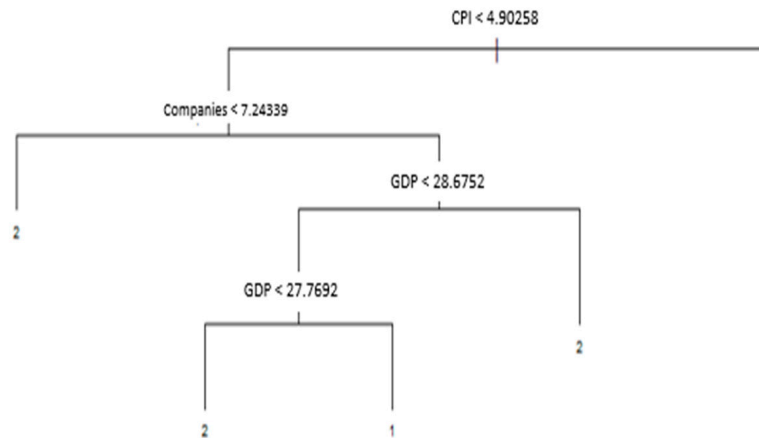 CPI < 4.90258
Companies < 7.24339
GDP < 28.6752
2
GDP < 27.7692
2
2
1